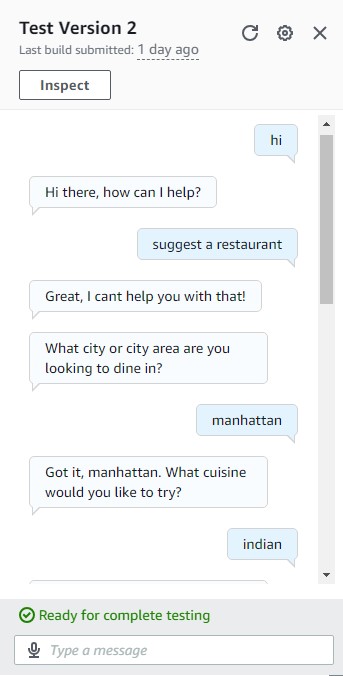 Test Version 2
Last build submitted: 1 day ago
Inspect
hi
Hi there, how can I help?
suggest a restaurant
Great, I cant help you with that!
What city or city area are you
looking to dine in?
manhattan
Got it, manhattan. What cuisine
would you like to try?
indian
Ready for complete testing
Type a message